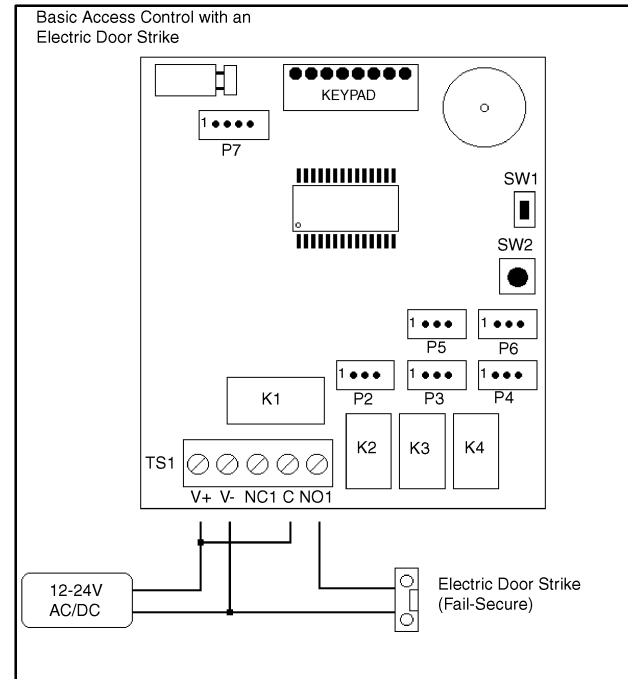 Basic Access Control with an
Electric Door Strike
KEYPAD
1
P7
SW1
SW2
1 1
P5 P6
1 1 1
P2 P3 P4
K1
K2 K3 K4
TS1
V+ V- NC1 C NO1
12-24V
AC/DC
Electric Door Strike
(Fail-Secure)